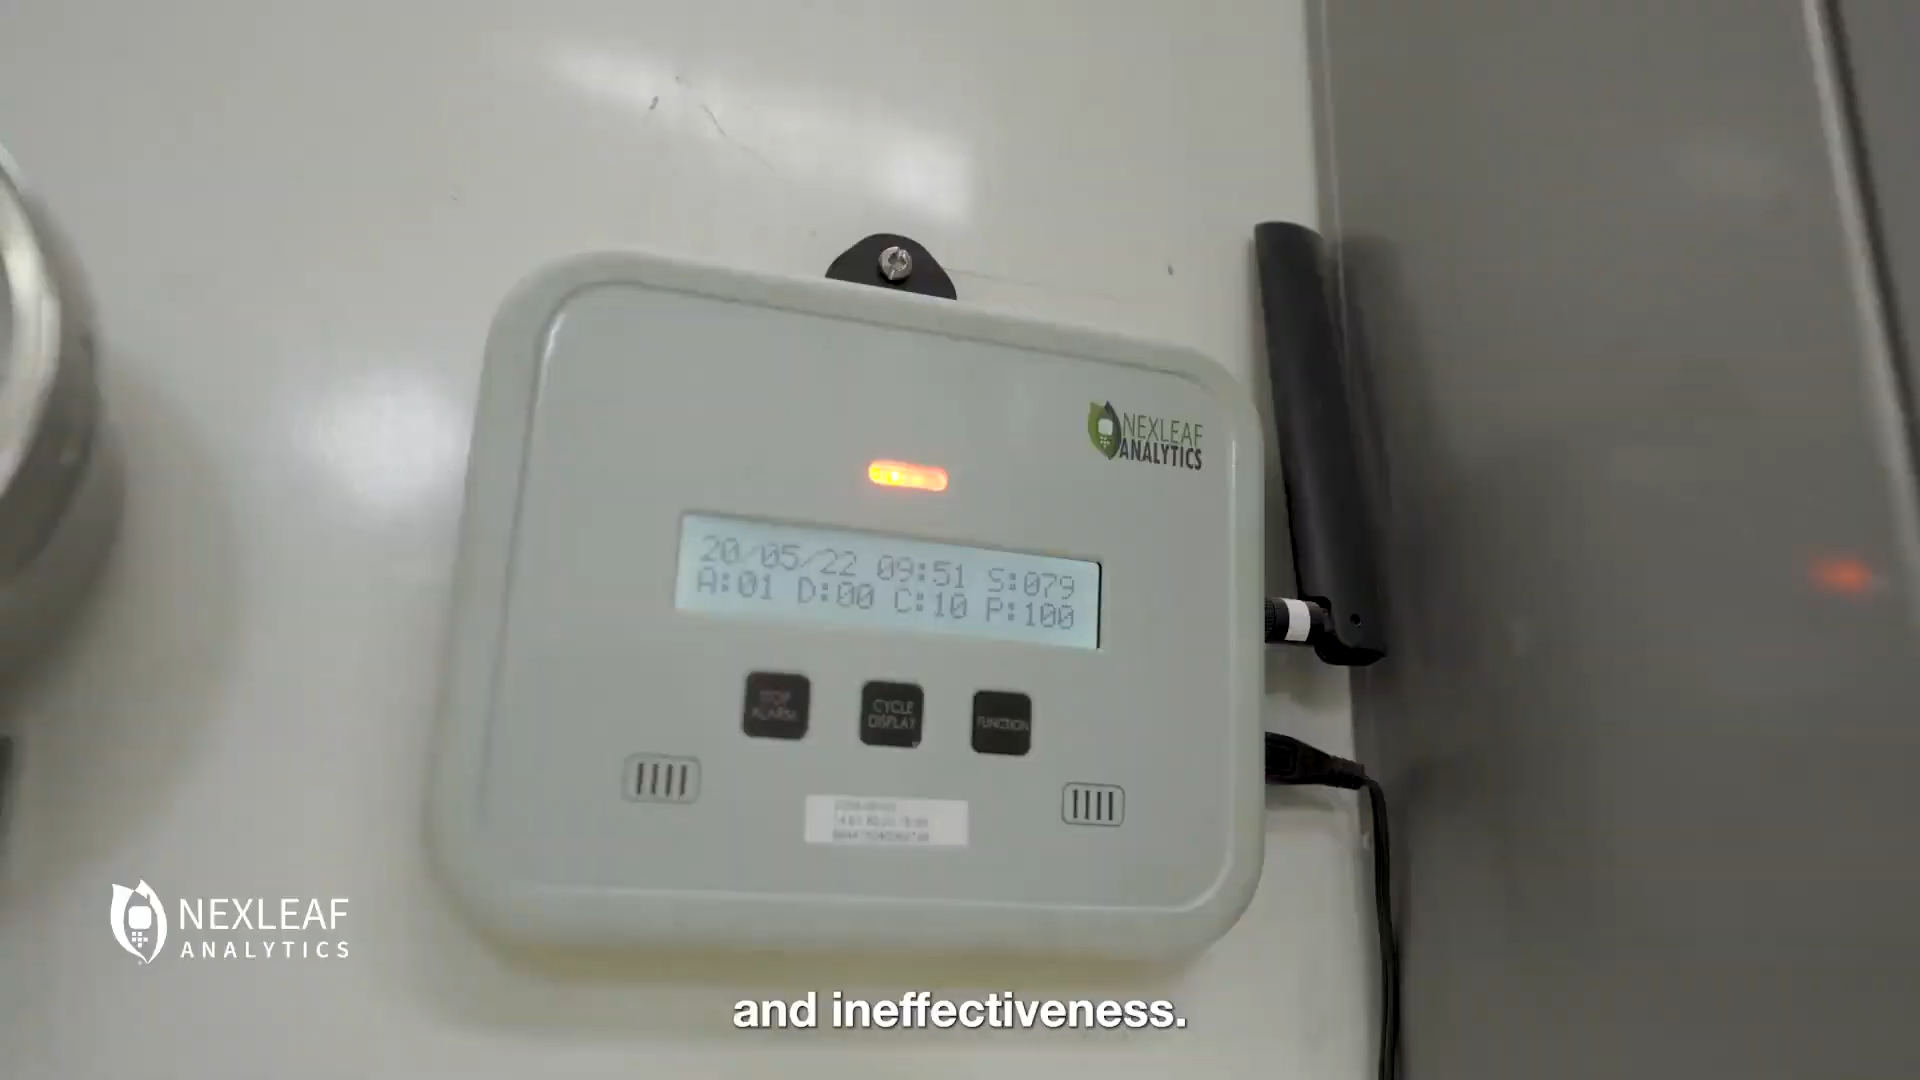 NEXLEAF
ANALYTICS
20/05/22 09:51 S:079
A:01 D:00 C:10 P:100
STOP
ALARM
CYCLE
DISPLAY
FUNCTION
NEXLEAF
ANALYTICS
and ineffectiveness.